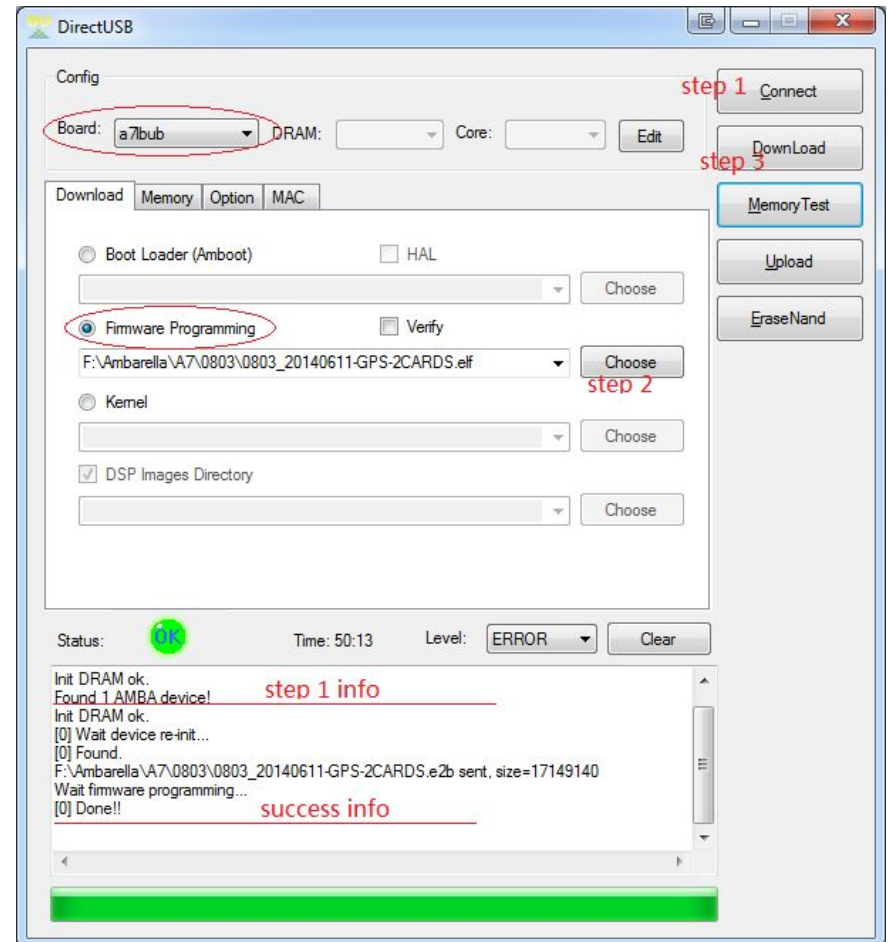 DirectUSB
Config
step 1 Connect
Board: a7lbub DRAM: Core: Edit
DownLoad
step 3
Download Memory Option MAC
MemoryTest
Boot Loader (Amboot) HAL
Upload
Choose
Firmware Programming Verify
EraseNand
F:\Ambarella\A7\0803\0803_20140611-GPS-2CARDS.elf Choose
step 2
Kernel
Choose
DSP Images Directory
Choose
Status: OK Time: 50:13 Level: ERROR Clear
Init DRAM ok.
step 1 info
Found 1 AMBA device!
Init DRAM ok.
[0] Wait device re-init...
[0] Found.
F:\Ambarella\A7\0803\0803_20140611-GPS-2CARDS.e2b sent, size=17149140
Wait firmware programming...
[0] Done!! success info